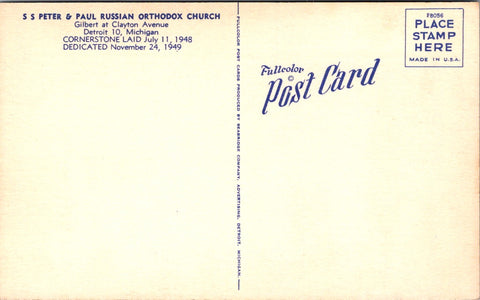 S S PETER & PAUL RUSSIAN ORTHODOX CHURCH
Gilbert at Clayton Avenue
Detroit 10, Michigan
CORNERSTONE LAID July 11, 1948
DEDICATED November 24, 1949
FULLCOLOR POST CARDS PRODUCED BY SEABRIDGE COMPANY, ADVERTISING, DETROIT, MICHIGAN.
Fullcolor
©
Post Card
F8056
PLACE
STAMP
HERE
MADE IN U.S.A.